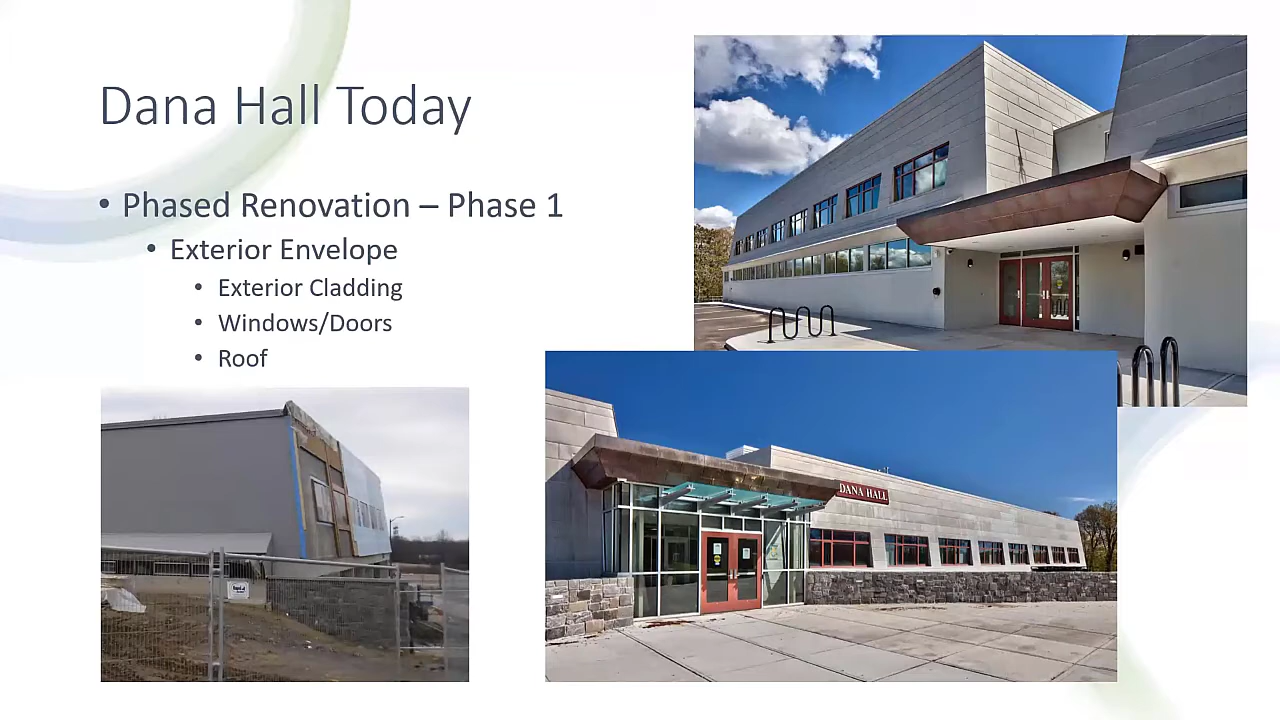 Dana Hall Today
• Phased Renovation – Phase 1
• Exterior Envelope
• Exterior Cladding
• Windows/Doors
• Roof
DANA HALL